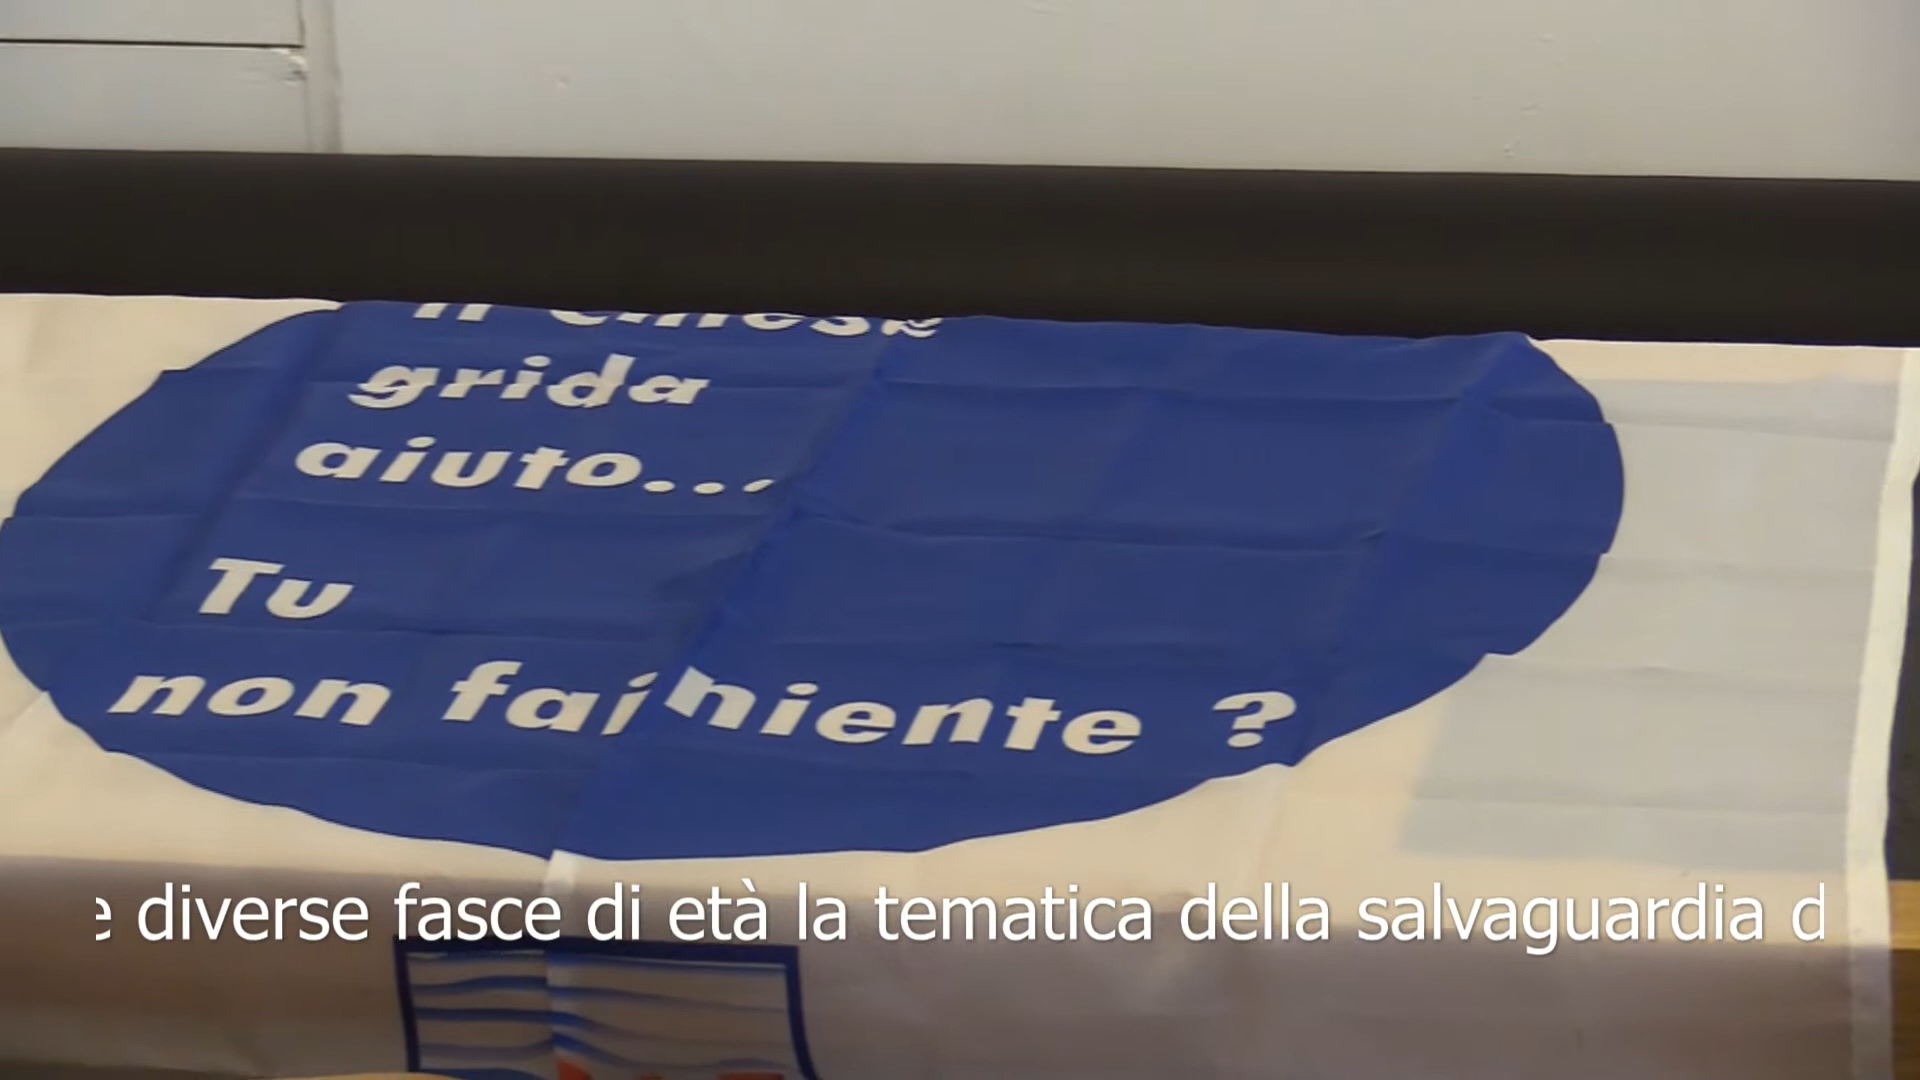 grida
aiuto...
Tu
non fai niente ?
e diverse fasce di età la tematica della salvaguardia d